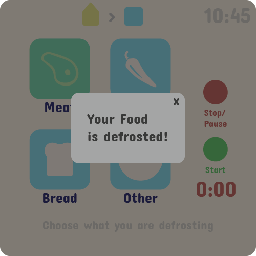 > 10:45
x
Meat
Your Food
is defrosted!
Stop/
Pause
Start
0:00
Bread Other
Choose what you are defrosting